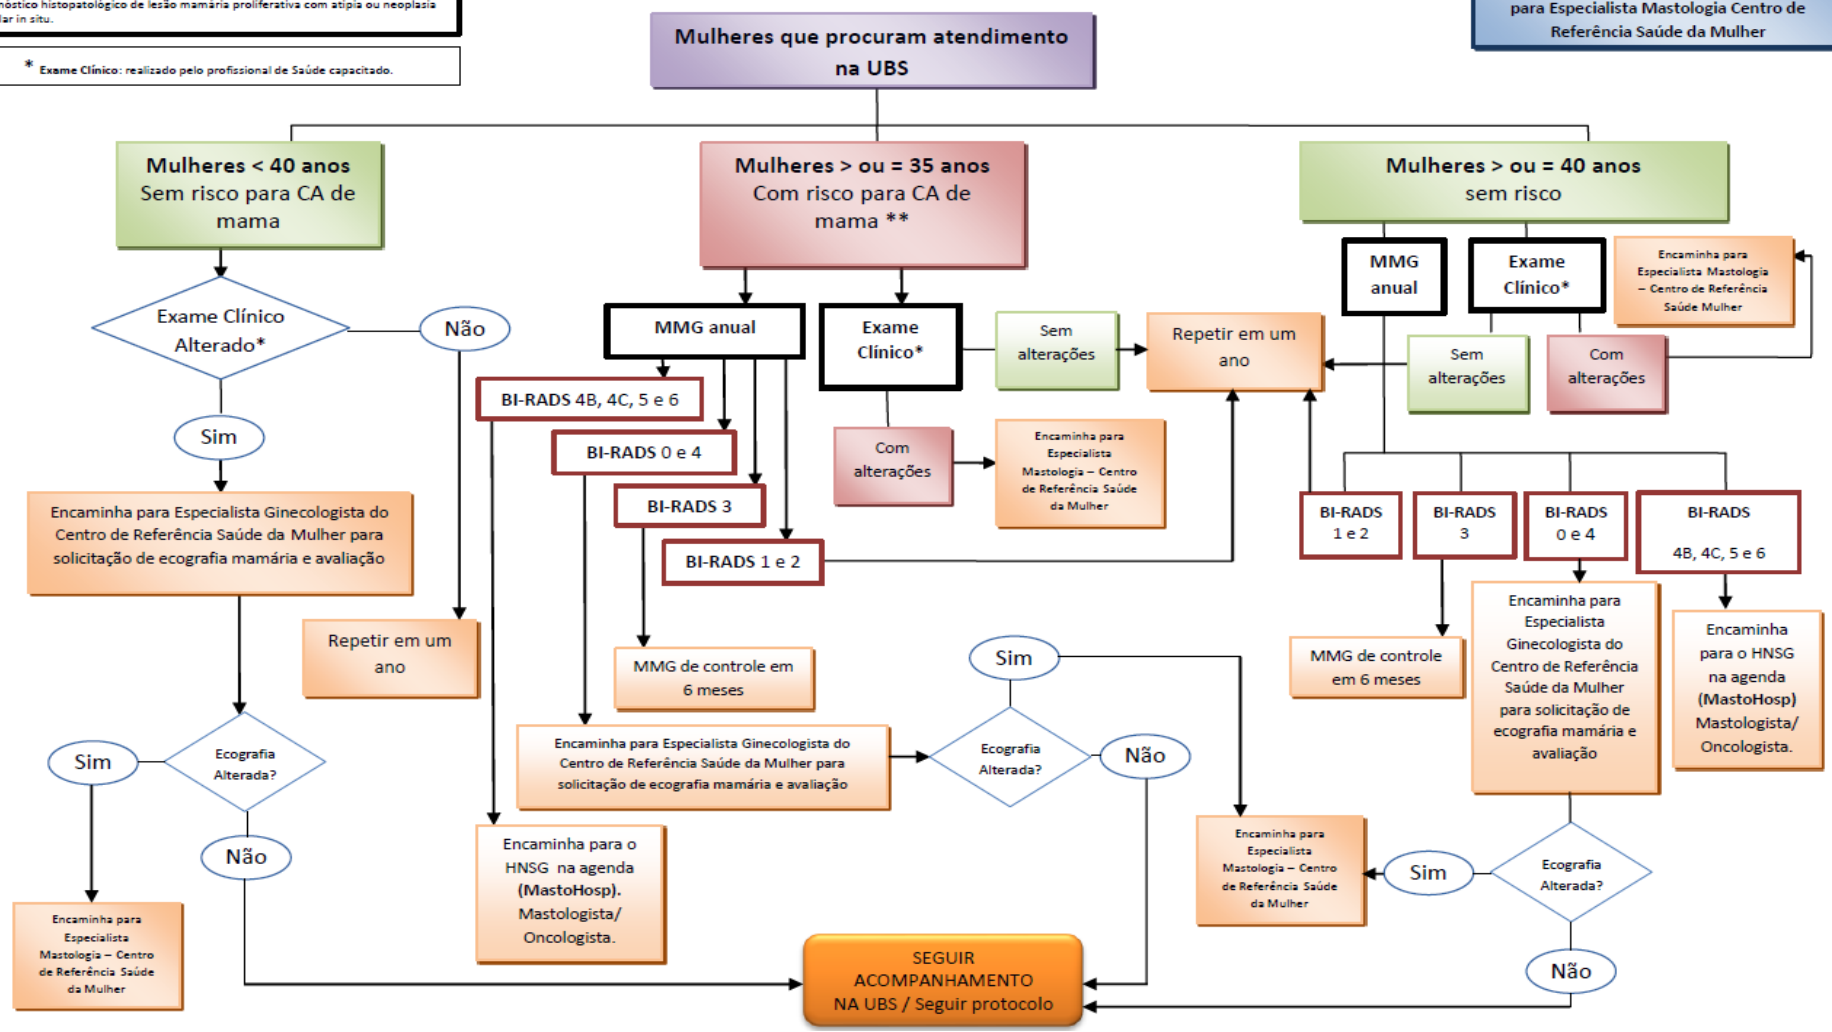 histopatológico de lesão mamária proliferativa com atipia ou neoplasia
in situ.
* Exame Clínico: realizado pelo profissional de Saúde capacitado.
Mulheres que procuram atendimento
na UBS
para Especialista Mastologia Centro de
Referência Saúde da Mulher
Mulheres < 40 anos
Sem risco para CA de
mama
Exame Clínico
Alterado*
Não
Sim
Encaminha para Especialista Ginecologista do
Centro de Referência Saúde da Mulher para
solicitação de ecografia mamária e avaliação
Repetir em um
ano
Ecografia
Alterada?
Sim
Não
Encaminha para
Especialista
Mastologia – Centro
de Referência Saúde
da Mulher
Mulheres > ou = 35 anos
Com risco para CA de
mama **
MMG anual
Exame
Clínico*
Sem
alterações
Repetir em um
ano
Com
alterações
Encaminha para
Especialista
Mastologia – Centro
de Referência Saúde
da Mulher
BI-RADS 4B, 4C, 5 e 6
BI-RADS 0 e 4
BI-RADS 3
BI-RADS 1 e 2
MMG de controle em
6 meses
Encaminha para Especialista Ginecologista do
Centro de Referência Saúde da Mulher para
solicitação de ecografia mamária e avaliação
Encaminha para o
HNSG na agenda
(MastoHosp).
Mastologista/
Oncologista.
Ecografia
Alterada?
Sim
Não
Encaminha para
Especialista
Mastologia – Centro
de Referência Saúde
da Mulher
Mulheres > ou = 40 anos
sem risco
MMG
anual
Exame
Clínico*
Encaminha para
Especialista Mastologia
– Centro de Referência
Saúde Mulher
Sem
alterações
Com
alterações
BI-RADS
1 e 2
BI-RADS
3
BI-RADS
0 e 4
BI-RADS
4B, 4C, 5 e 6
MMG de controle
em 6 meses
Encaminha para
Especialista
Ginecologista do
Centro de Referência
Saúde da Mulher
para solicitação de
ecografia mamária e
avaliação
Encaminha
para o HNSG
na agenda
(MastoHosp)
Mastologista/
Oncologista.
Ecografia
Alterada?
Sim
Não
SEGUIR
ACOMPANHAMENTO
NA UBS / Seguir protocolo